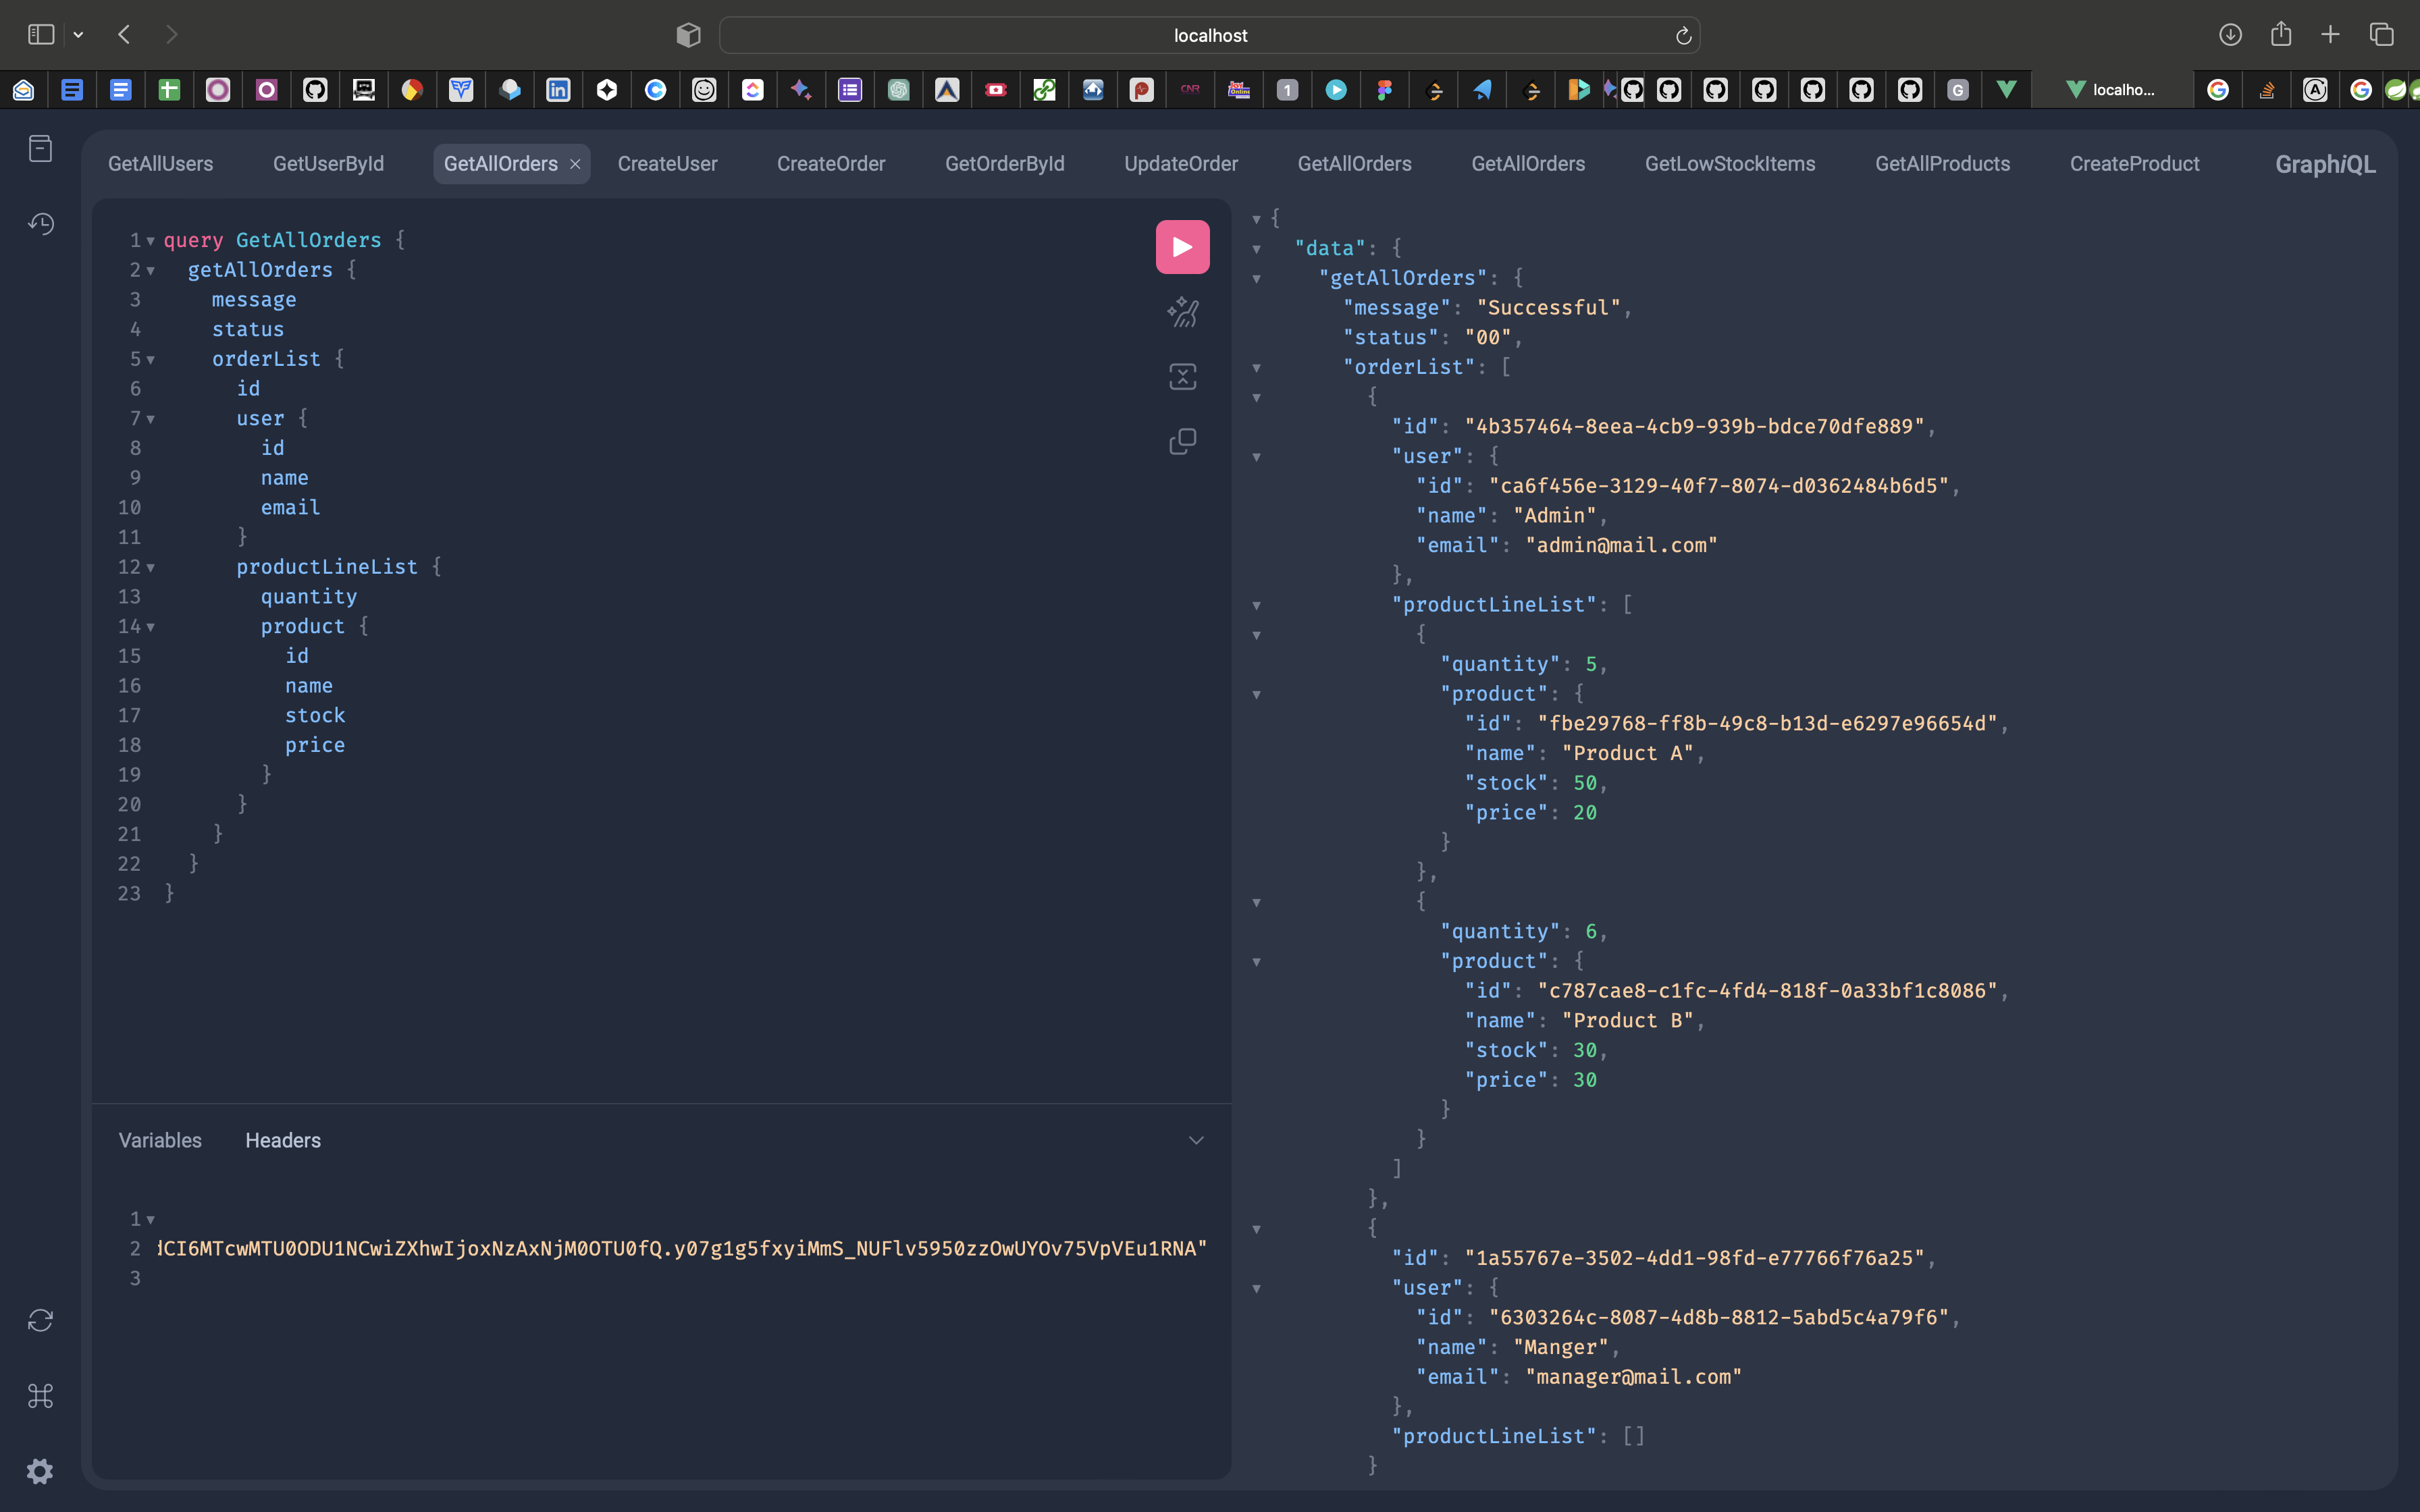 localhost
CNR
1
G
localho...
GetAllUsers GetUserById GetAllOrders × CreateUser CreateOrder GetOrderById UpdateOrder GetAllOrders GetAllOrders GetLowStockItems GetAllProducts CreateProduct GraphiQL
1 query GetAllOrders {
2 getAllOrders {
3 message
4 status
5 orderList {
6 id
7 user {
8 id
9 name
10 email
11 }
12 productLineList {
13 quantity
14 product {
15 id
16 name
17 stock
18 price
19 }
20 }
21 }
22 }
23 }
Variables Headers
1
2 CI6MTcwMTU0ODU1NCwiZXhwIjoxNzAxNjM0OTU0fQ.y07g1g5fxyiMmS_NUFlv5950zzOwUYOv75VpVEu1RNA"
3
{
"data": {
"getAllOrders": {
"message": "Successful",
"status": "00",
"orderList": [
{
"id": "4b357464-8eea-4cb9-939b-bdce70dfe889",
"user": {
"id": "ca6f456e-3129-40f7-8074-d0362484b6d5",
"name": "Admin",
"email": "admin@mail.com"
},
"productLineList": [
{
"quantity": 5,
"product": {
"id": "fbe29768-ff8b-49c8-b13d-e6297e96654d",
"name": "Product A",
"stock": 50,
"price": 20
}
},
{
"quantity": 6,
"product": {
"id": "c787cae8-c1fc-4fd4-818f-0a33bf1c8086",
"name": "Product B",
"stock": 30,
"price": 30
}
}
]
},
{
"id": "1a55767e-3502-4dd1-98fd-e77766f76a25",
"user": {
"id": "6303264c-8087-4d8b-8812-5abd5c4a79f6",
"name": "Manger",
"email": "manager@mail.com"
},
"productLineList": []
}